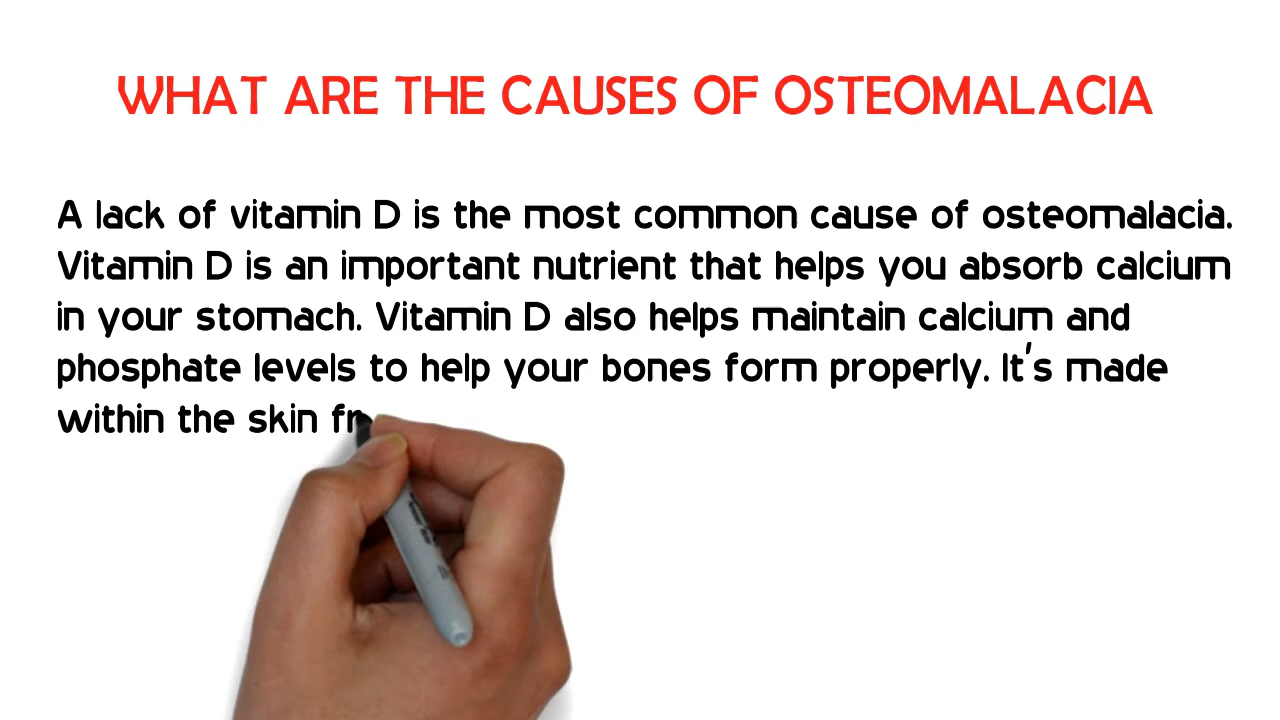 WHAT ARE THE CAUSES OF OSTEOMALACIA
A lack of vitamin D is the most common cause of osteomalacia.
Vitamin D is an important nutrient that helps you absorb calcium
in your stomach. Vitamin D also helps maintain calcium and
phosphate levels to help your bones form properly. It's made
within the skin